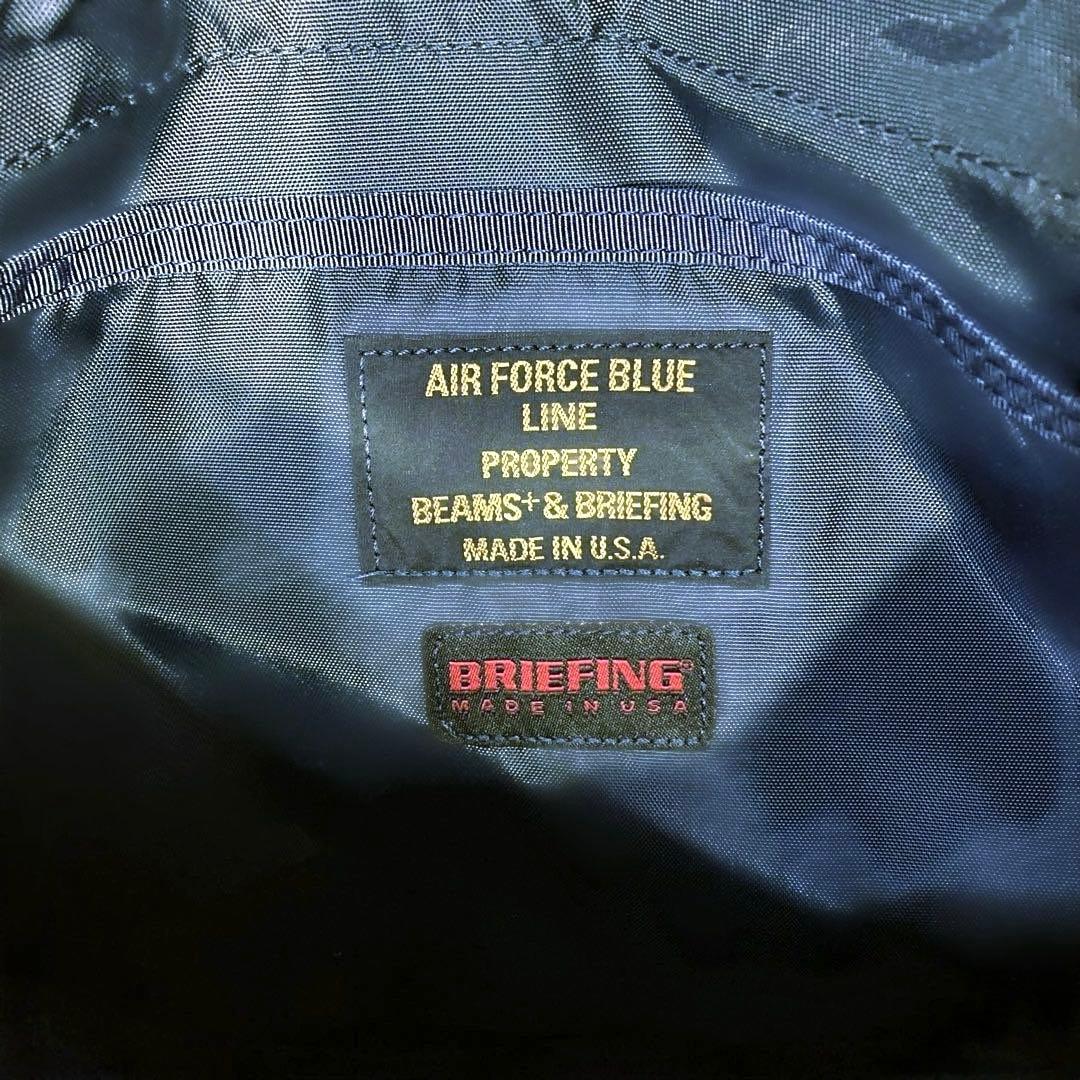 AIR FORCE BLUE
LINE
PROPERTY
BEAMS+ & BRIEFING
MADE IN U.S.A.
BRIEFING®
MADE IN USA